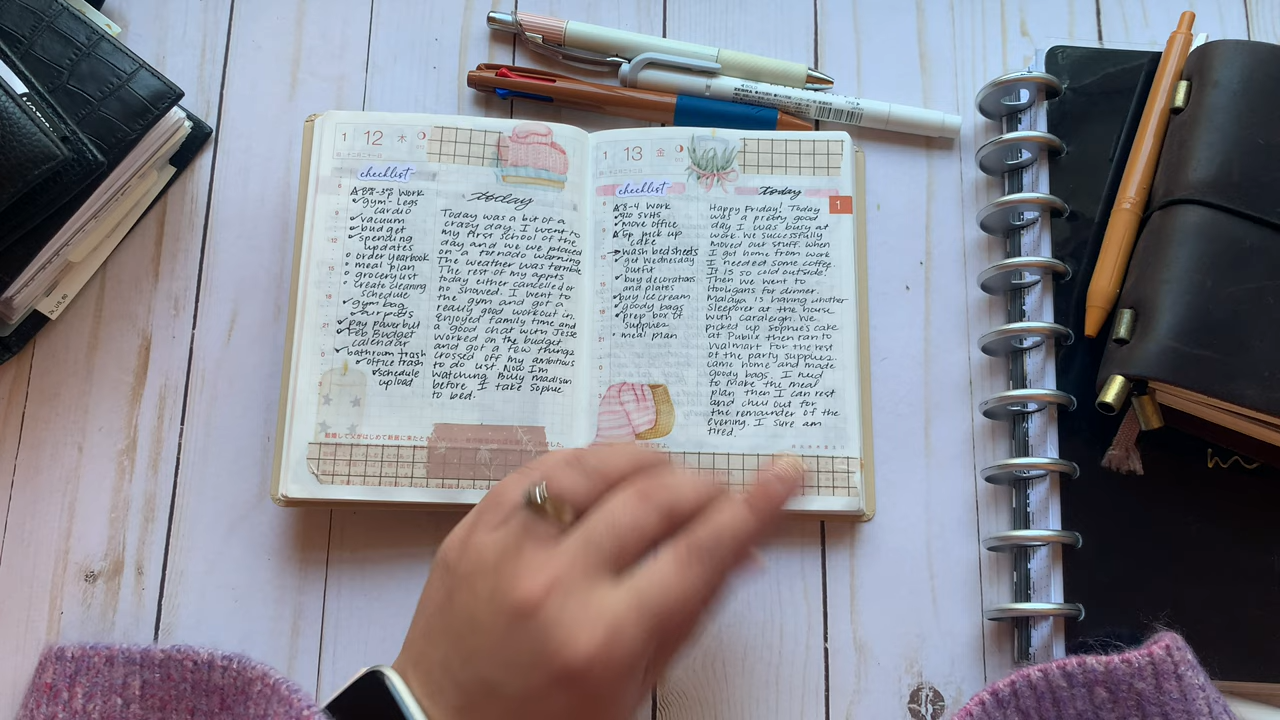 1 12 木
checklist
8³⁰-3³⁰ Work
gym - Legs
cardio
vacuum
budget
spending
updates
order yearbook
meal plan
grocery list
create cleaning
schedule
gym bag
pay power bill
Feb Budget
calendar
bathroom trash
office trash
schedule
upload
today
Today was a bit of a
crazy day. I went to
my first school of the
day and we were placed
on a tornado warning
The weather was terrible
The rest of my appts
today either cancelled or
no showed. I went to
the gym and got a
really good workout in.
Enjoyed family time and
a good chat with Jesse
worked on the budget
and got a few things
crossed off my ambitious
to do list. Now I'm
watching Billy Madison
before I take Sophie
to bed.
1 13 金
checklist
8-4 Work
move office
6p pick up
cake
wash bedsheets
get Wednesday
outfit
buy decorations
and plates
buy ice cream
goody bags
prep box of
supplies
meal plan
today
1
Happy Friday! Today
was a pretty good
day I was busy at
work. We successfully
moved our stuff. When
I got home from work
I needed some coffee.
It is so cold outside!
Then we went to
Hooligans for dinner.
Malaya is having another
sleepover at the house
with Caraleigh. We
picked up Sophies cake
at Publix then ran to
Walmart for the rest
of the party supplies.
Came home and made
goody bags. I need
to make the meal
plan then I can rest
and chill out for
the remainder of the
evening. I sure am
tired.